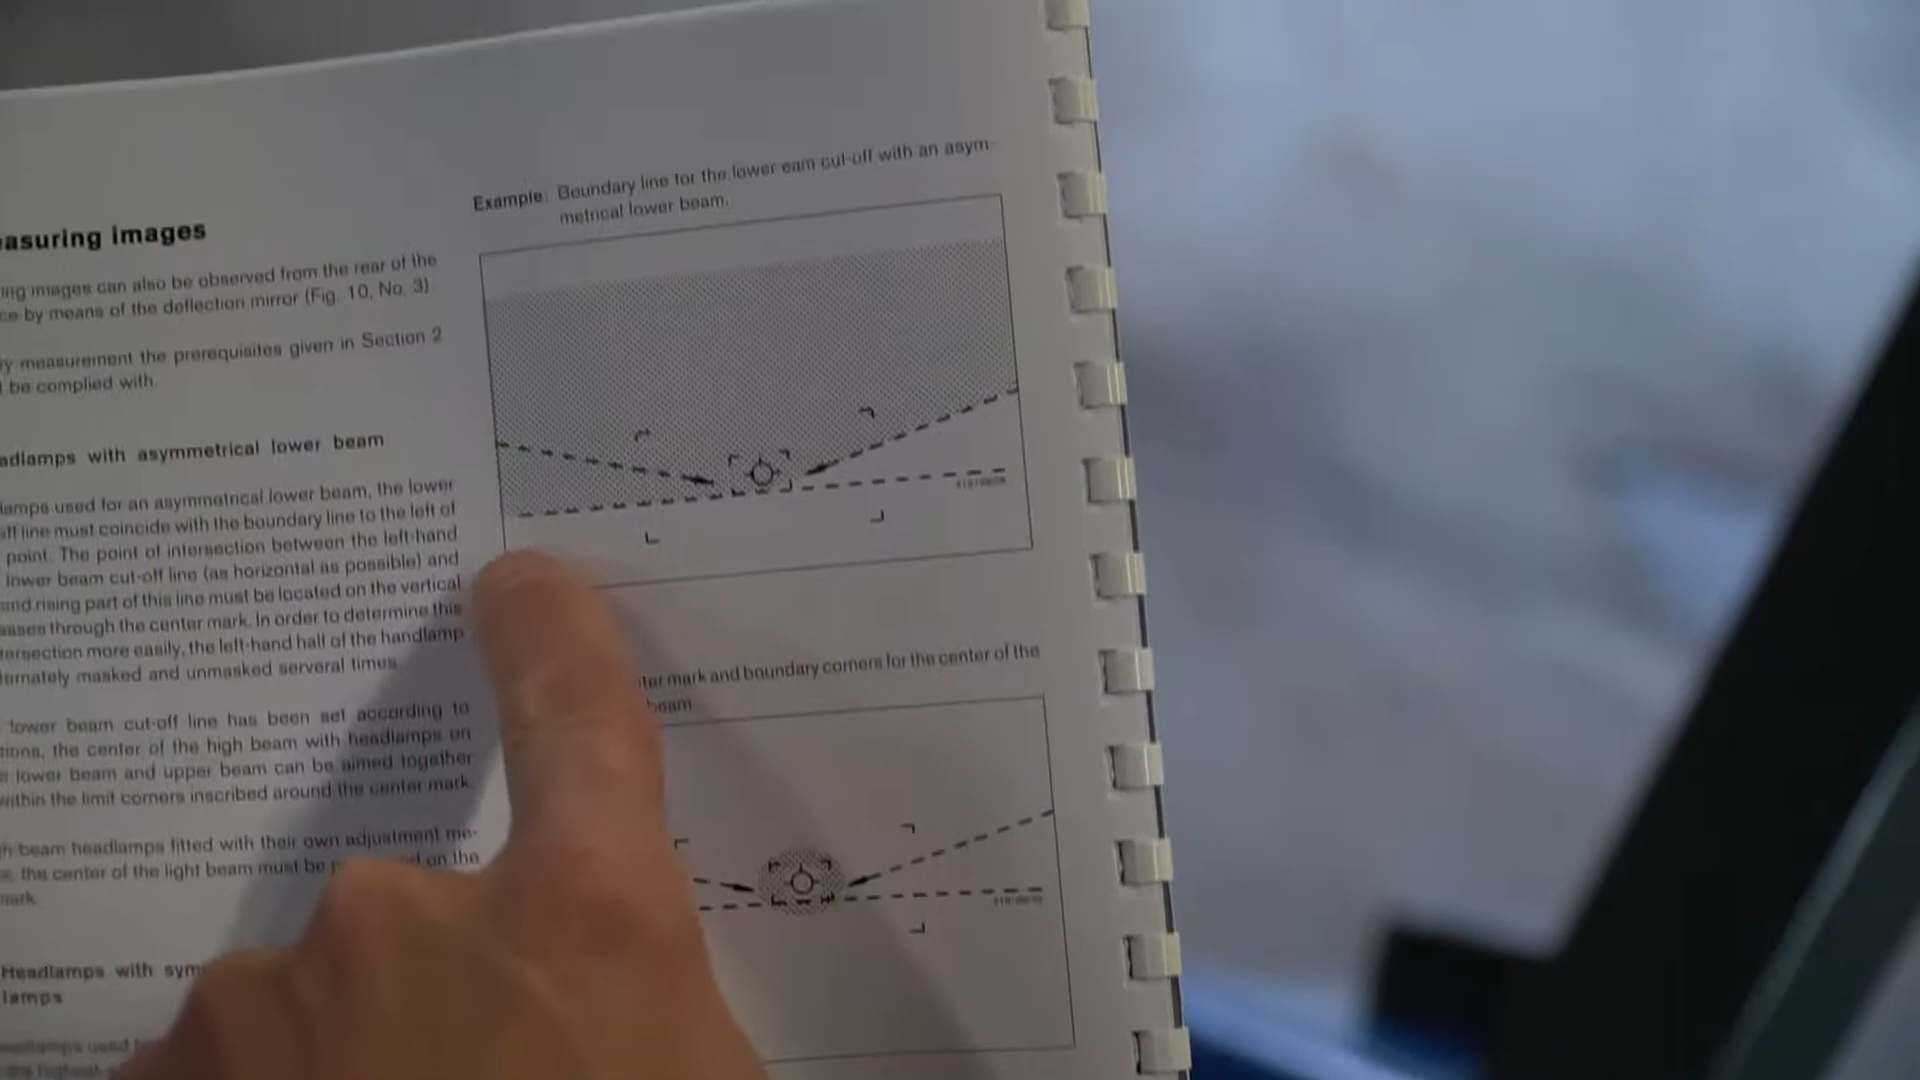 easuring images
ing images can also be observed from the rear of the
ce by means of the deflection mirror (Fig. 10, No. 3).
y measurement the prerequisites given in Section 2
be complied with.
adlamps with asymmetrical lower beam
lamps used for an asymmetrical lower beam, the lower
off line must coincide with the boundary line to the left of
point. The point of intersection between the left-hand
lower beam cut-off line (as horizontal as possible) and
and rising part of this line must be located on the vertical
asses through the center mark. In order to determine this
tersection more easily, the left-hand half of the handlamp
ternately masked and unmasked serveral times.
lower beam cut-off line has been set according to
tions, the center of the high beam with headlamps on
lower beam and upper beam can be aimed together
within the limit corners inscribed around the center mark.
h beam headlamps fitted with their own adjustment me-
s, the center of the light beam must be on the
mark.
Headlamps with sym
lamps
eadlamps used
Example: Boundary line for the lower eam cut-off with an asym-
metrical lower beam.
ter mark and boundary corners for the center of the
beam.